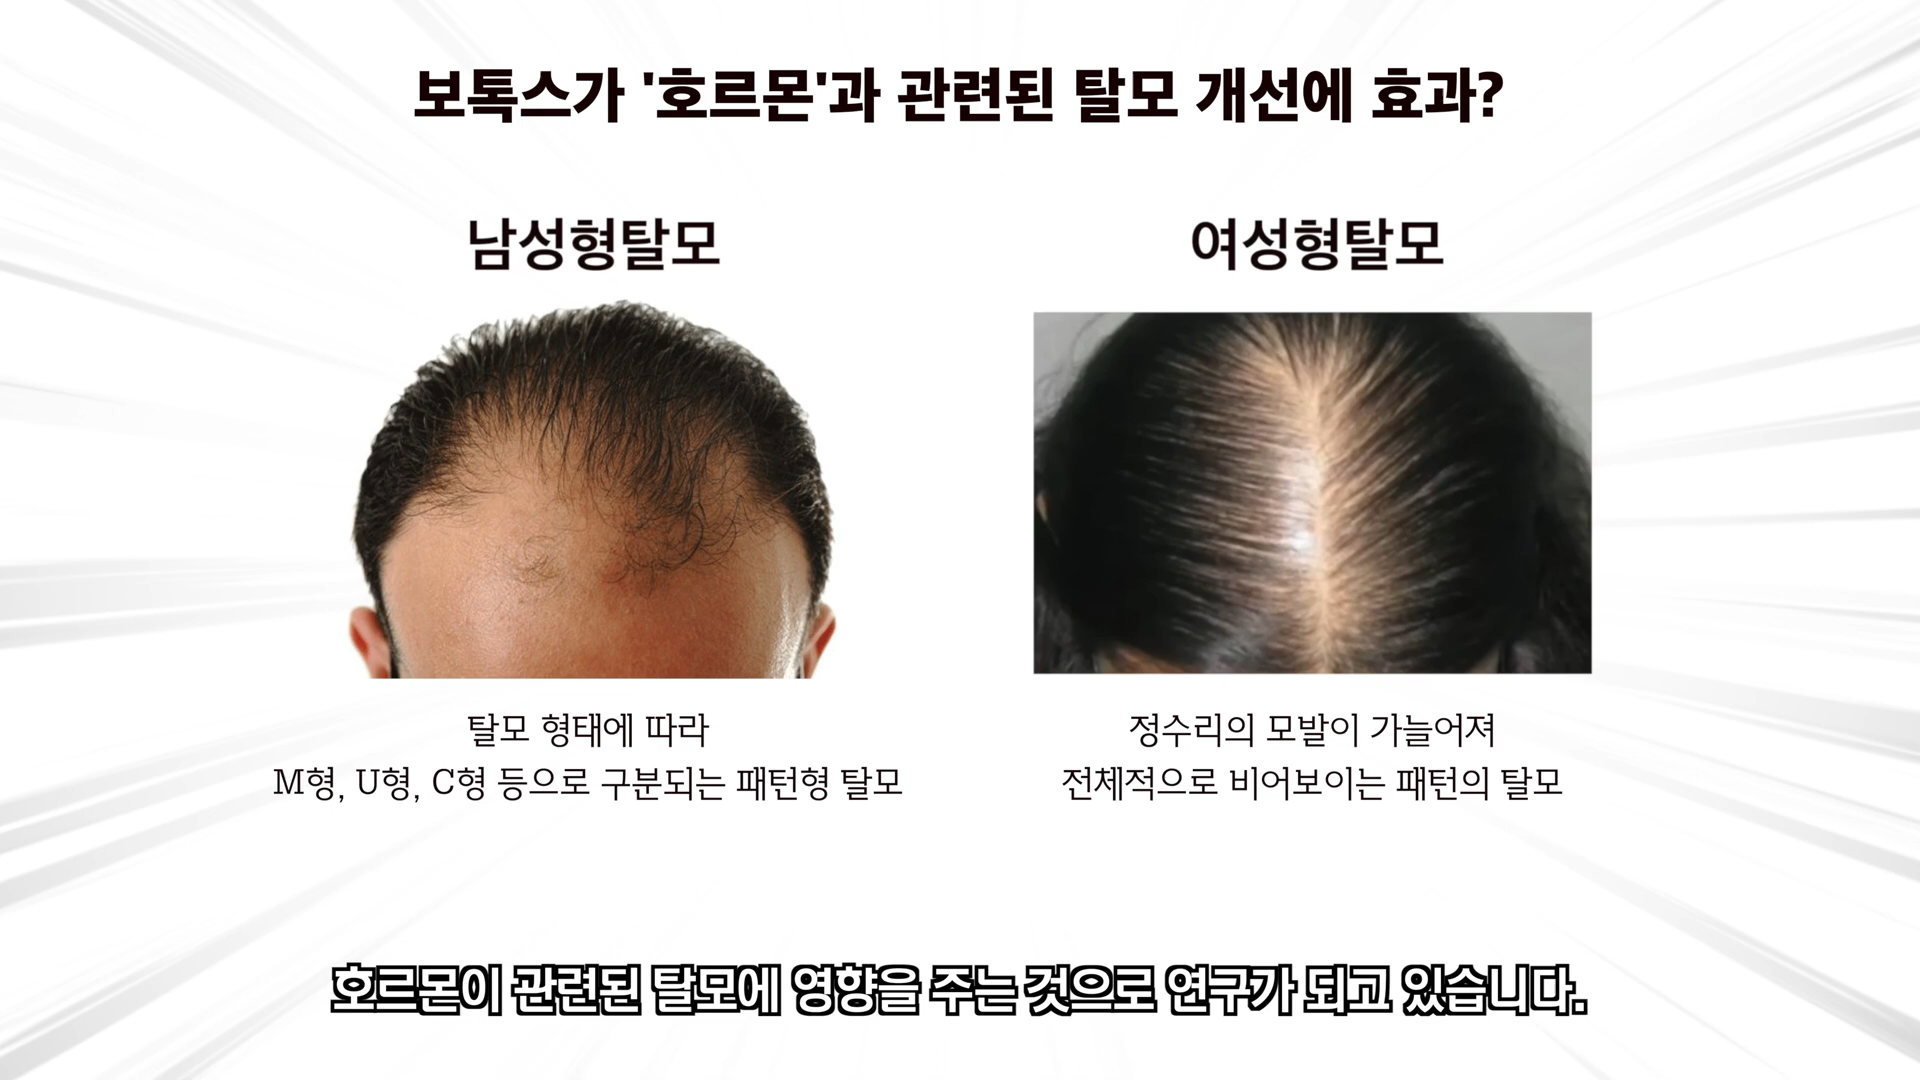 보톡스가 '호르몬'과 관련된 탈모 개선에 효과?
남성형탈모
여성형탈모
탈모 형태에 따라
M형, U형, C형 등으로 구분되는 패턴형 탈모
정수리의 모발이 가늘어져
전체적으로 비어보이는 패턴의 탈모
호르몬이 관련된 탈모에 영향을 주는 것으로 연구가 되고 있습니다.